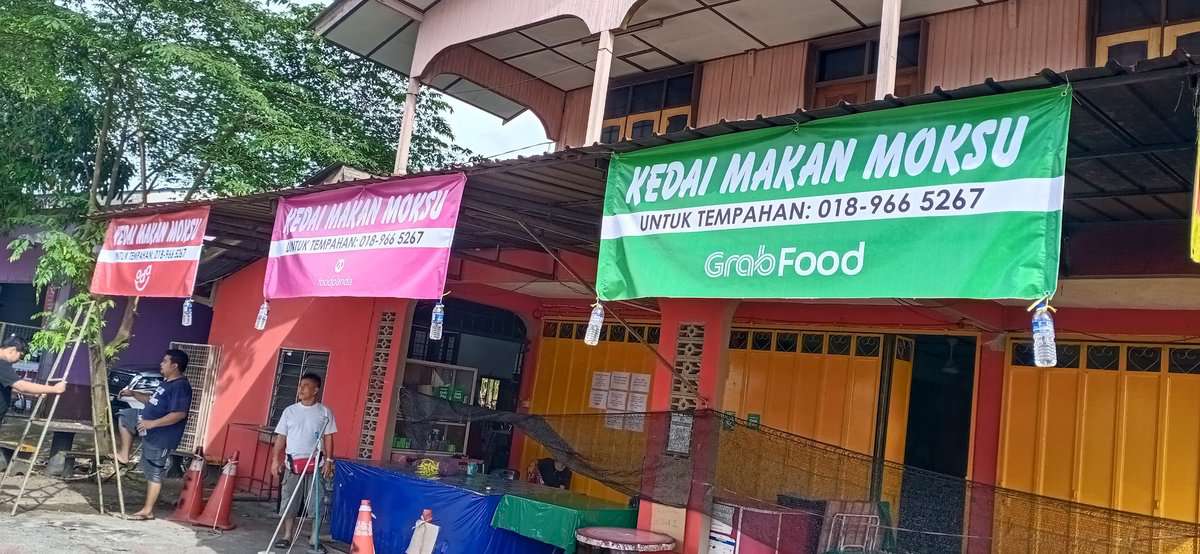 KEDAI MAKAN MOKSU
UNTUK TEMPAHAN: 018-966 5267
KEDAI MAKAN MOKSU
UNTUK TEMPAHAN: 018-966 5267
foodpanda
KEDAI MAKAN MOKSU
UNTUK TEMPAHAN: 018-966 5267
GrabFood